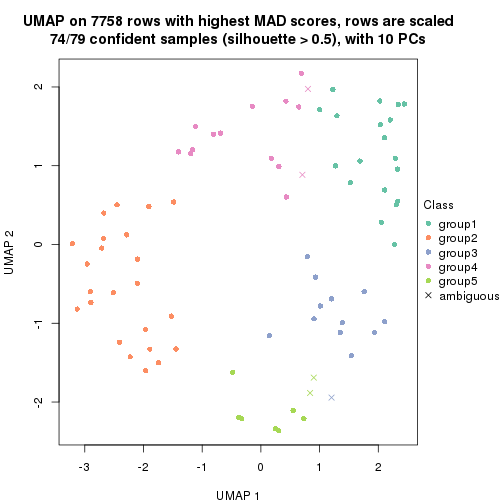 UMAP on 7758 rows with highest MAD scores, rows are scaled
74/79 confident samples (silhouette > 0.5), with 10 PCs
2
1
0
-1
-2
UMAP 2
-3
-2
-1
0
1
2
UMAP 1
Class
group1
group2
group3
group4
group5
ambiguous